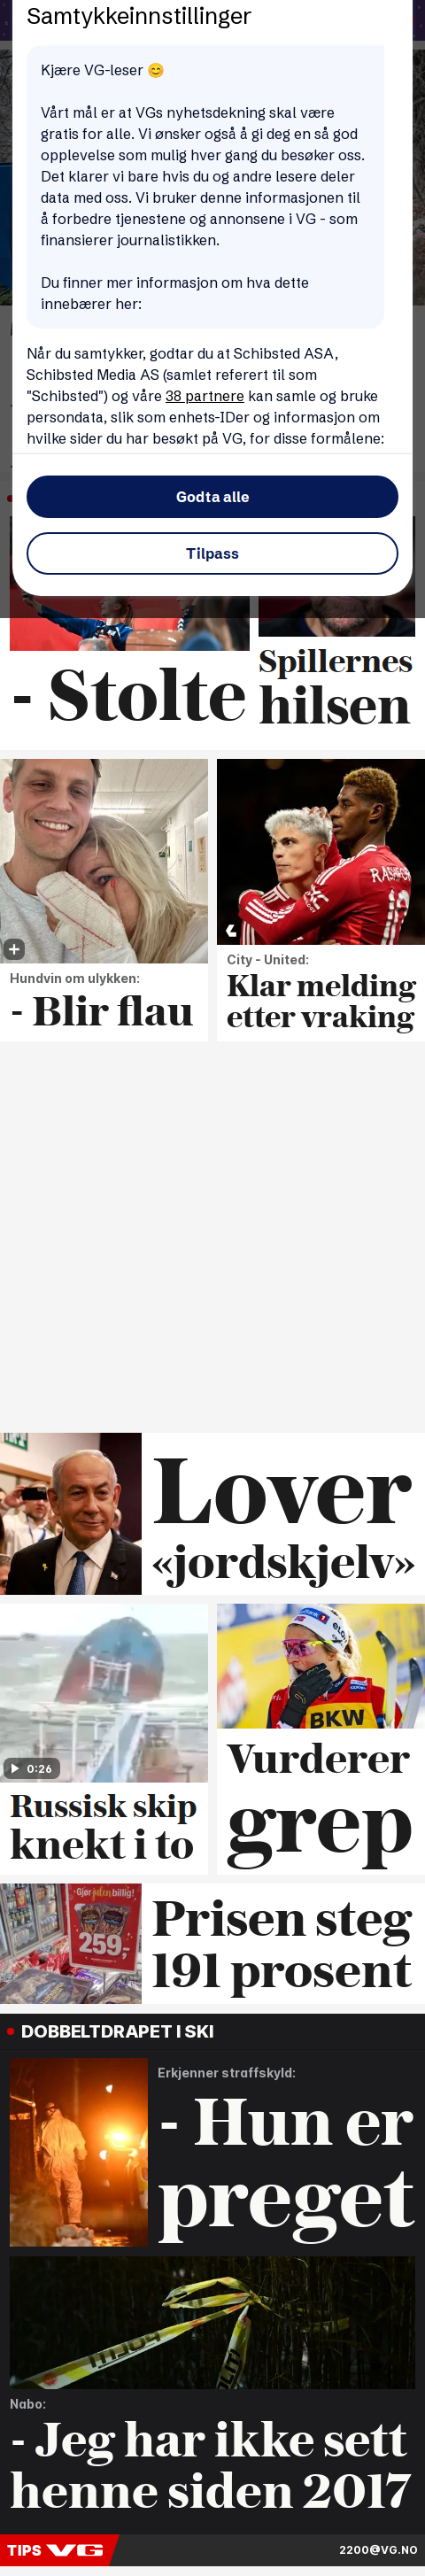 Samtykkeinnstillinger
Kjære VG-leser 😊
Vårt mål er at VGs nyhetsdekning skal være
gratis for alle. Vi ønsker også å gi deg en så god
opplevelse som mulig hver gang du besøker oss.
Det klarer vi bare hvis du og andre lesere deler
data med oss. Vi bruker denne informasjonen til
å forbedre tjenestene og annonsene i VG - som
finansierer journalistikken.
Du finner mer informasjon om hva dette
innebærer her:
Når du samtykker, godtar du at Schibsted ASA,
Schibsted Media AS (samlet referert til som
"Schibsted") og våre 38 partnere kan samle og bruke
persondata, slik som enhets-IDer og informasjon om
hvilke sider du har besøkt på VG, for disse formålene:
Godta alle
Tilpass
- Stolte
Spillernes
hilsen
Hundvin om ulykken:
- Blir flau
RASHFOR
10
City - United:
Klar melding
etter vraking
Lover
«jordskjelv»
0:26
Russisk skip
knekt i to
BKW
Vurderer
grep
Gjør julen billig!
259.-
Prisen steg
191 prosent
DOBBELTDRAPET I SKI
Erkjenner straffskyld:
- Hun er
preget
Nabo:
- Jeg har ikke sett
henne siden 2017
TIPS VG
2200@VG.NO